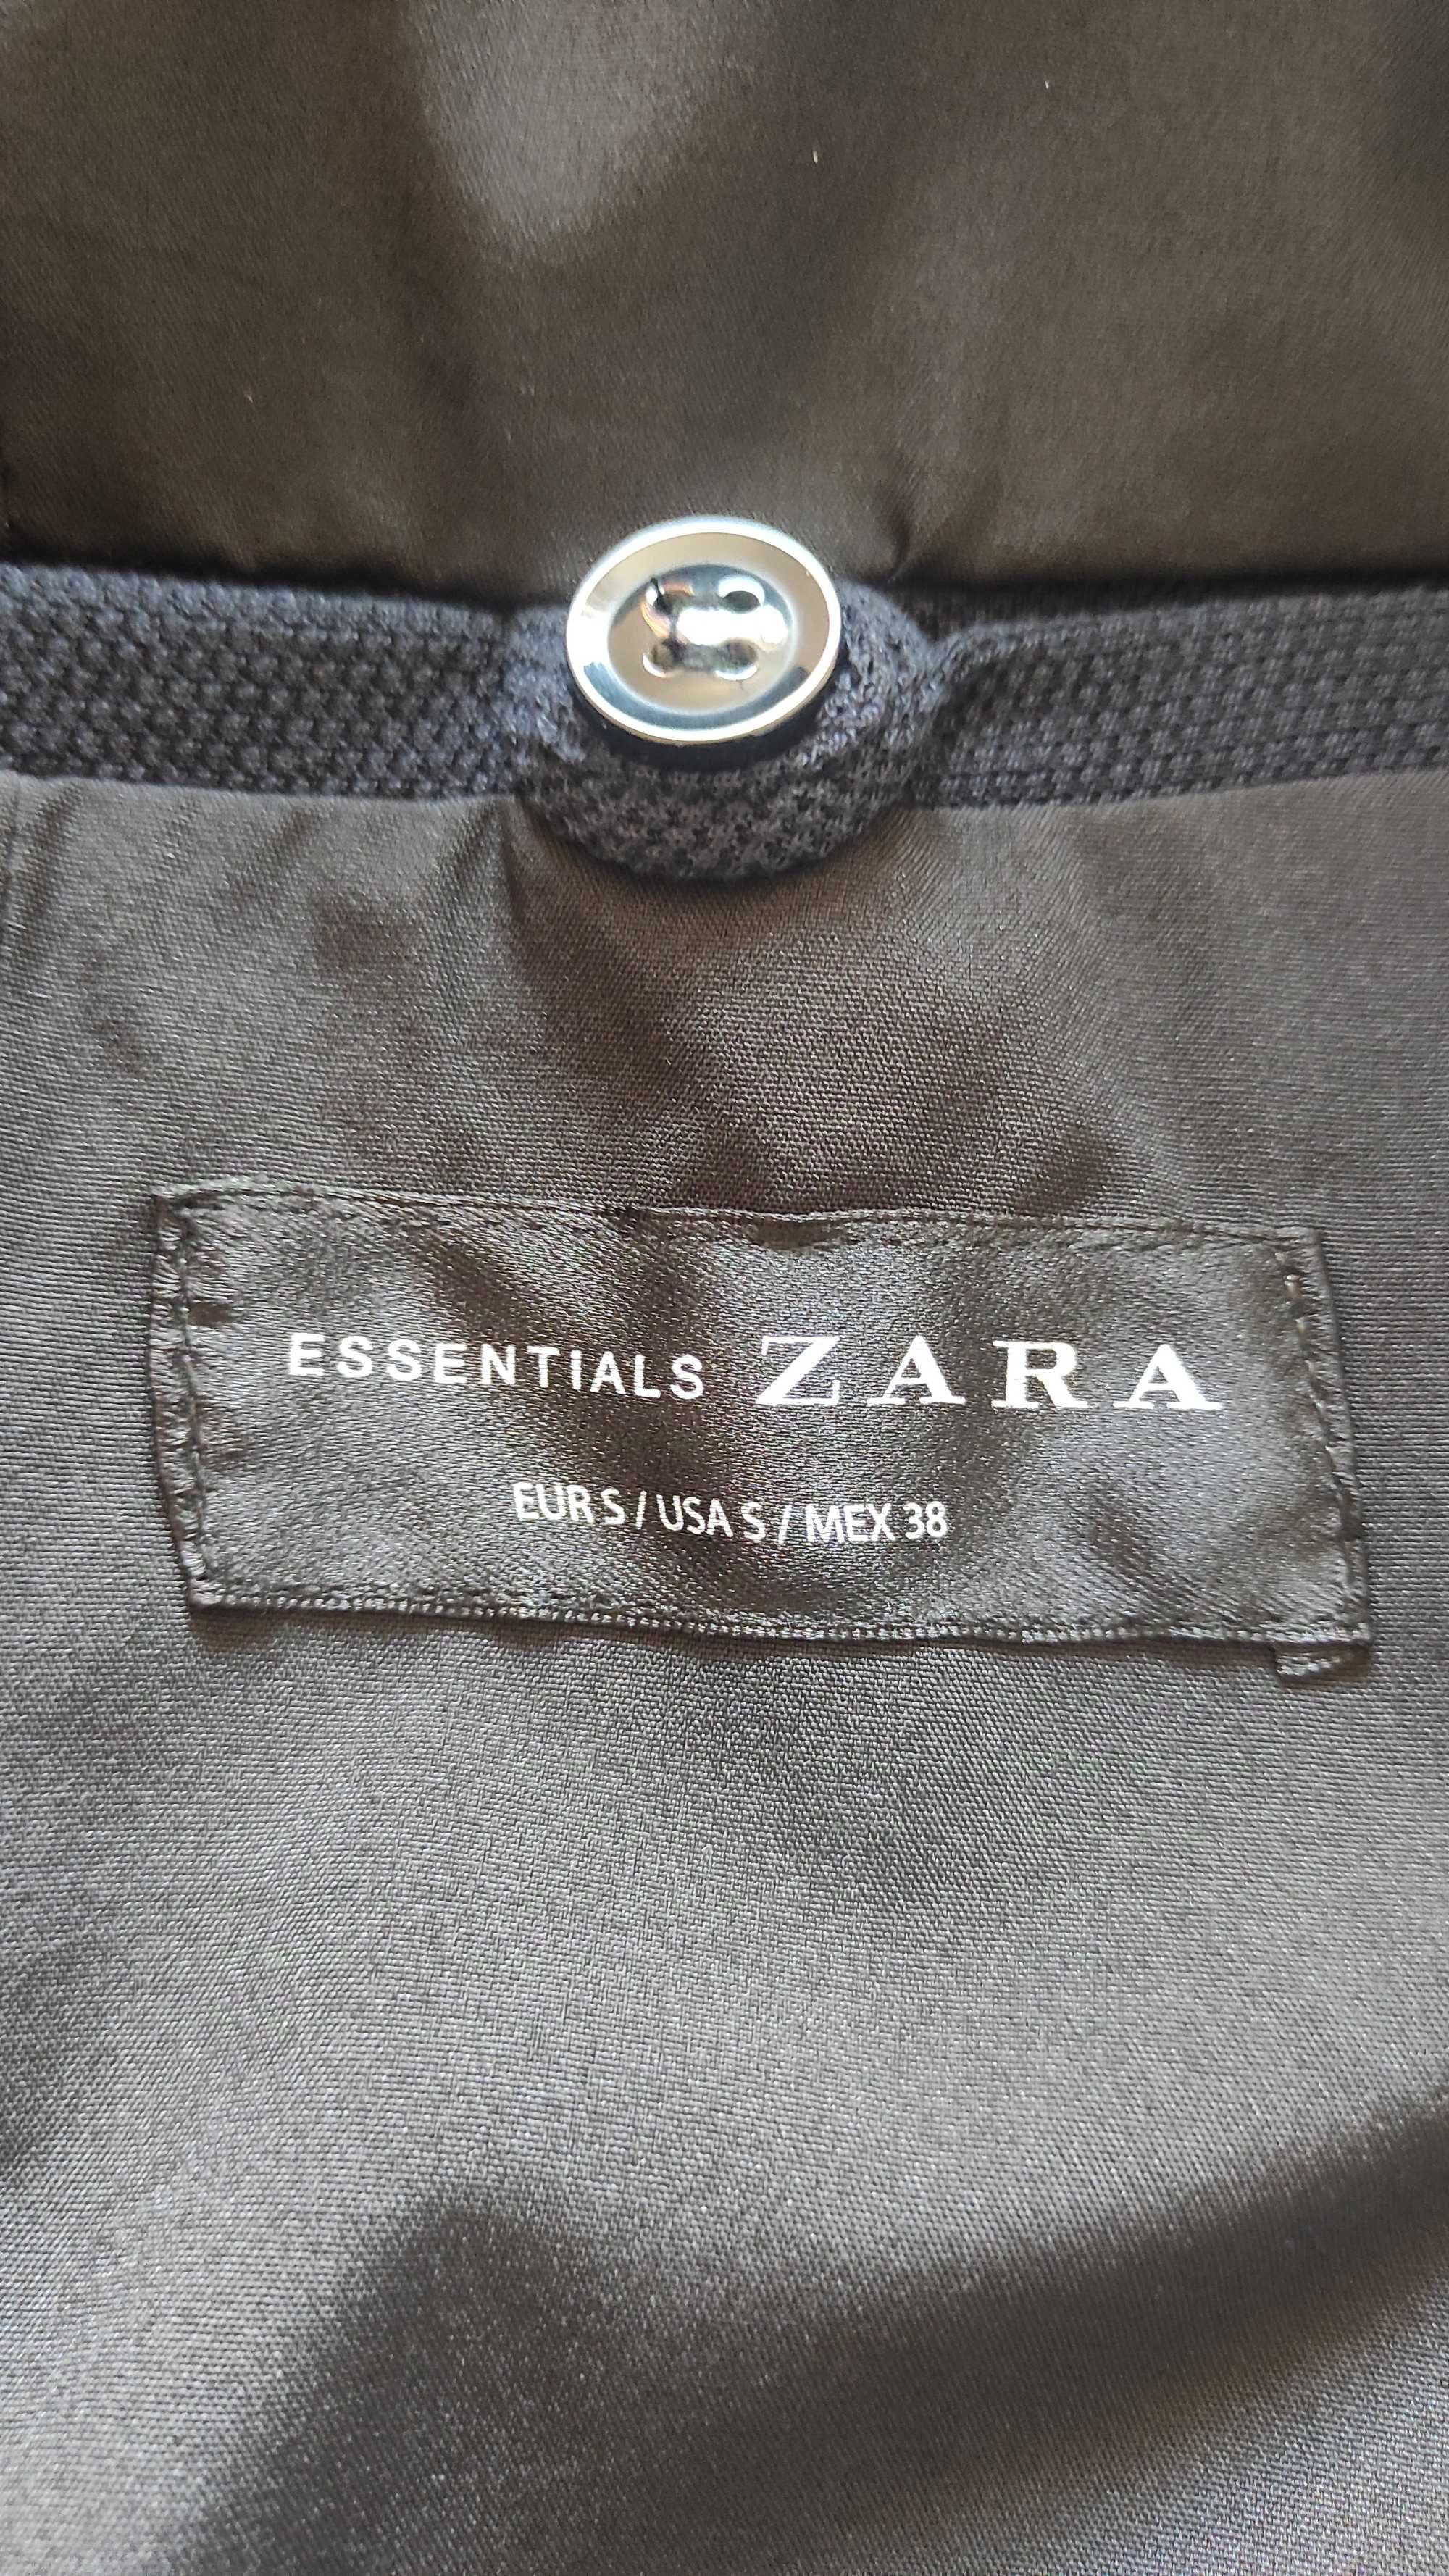 ESSENTIALS ZARA
EUR S / USA S / MEX 38